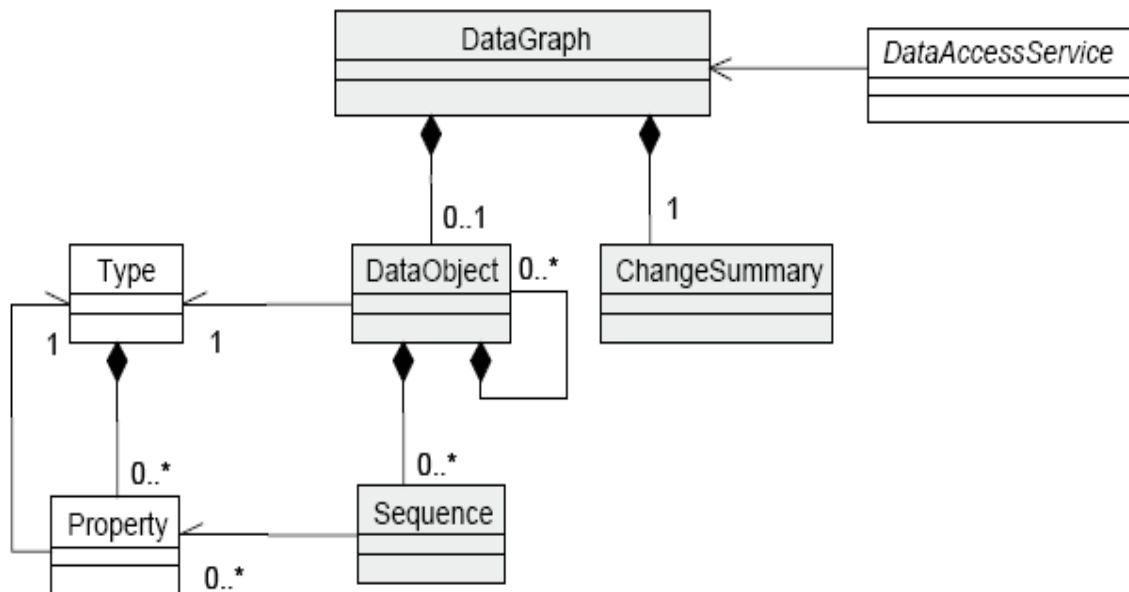 DataGraph
DataAccessService
0..1
1
Type
DataObject
0..*
ChangeSummary
1
1
0..*
0..*
Property
Sequence
0..*